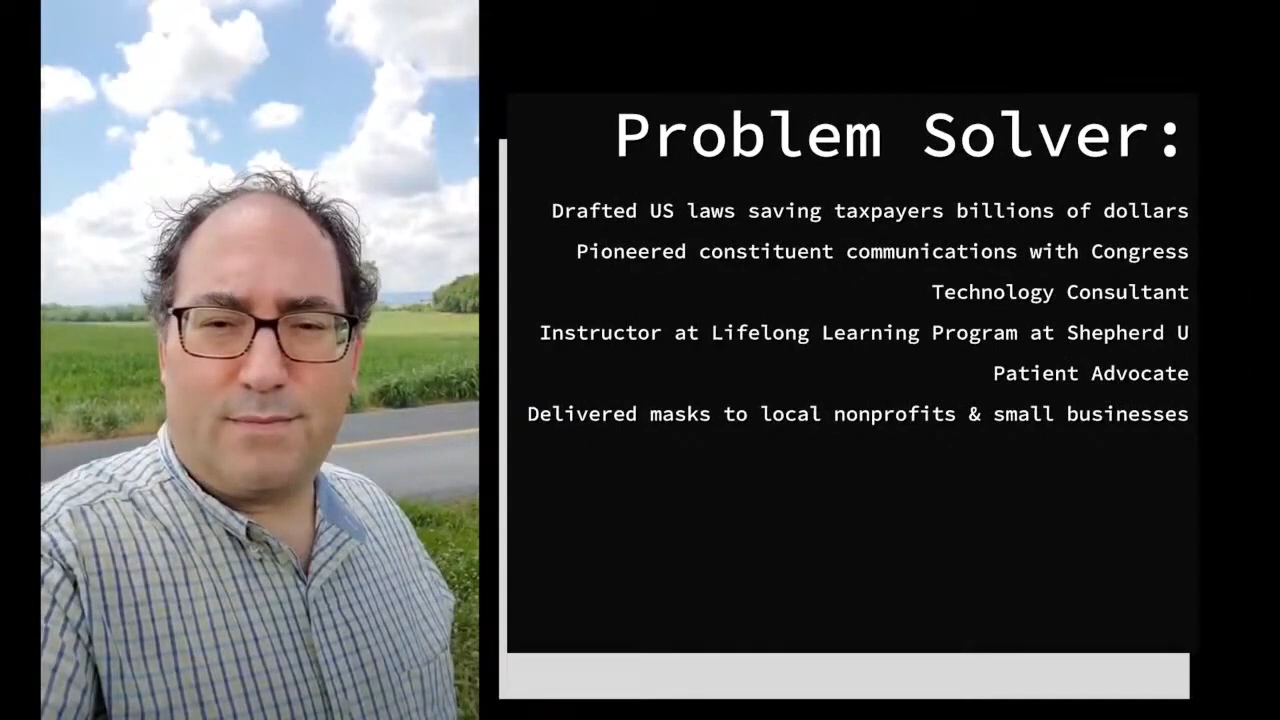 Problem Solver:
Drafted US laws saving taxpayers billions of dollars
Pioneered constituent communications with Congress
Technology Consultant
Instructor at Lifelong Learning Program at Shepherd U
Patient Advocate
Delivered masks to local nonprofits & small businesses